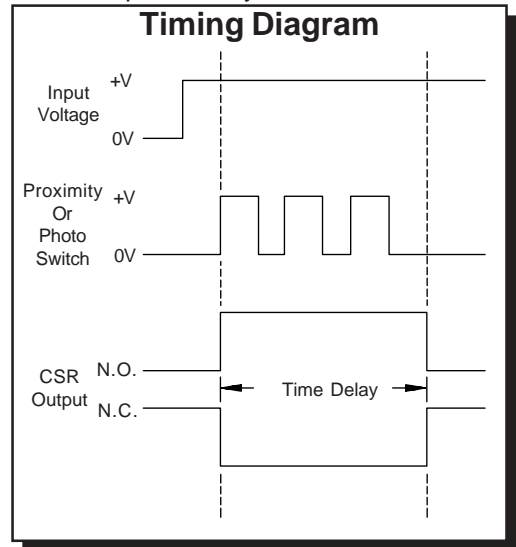 Timing Diagram
Input
Voltage
+V
0V
Proximity
Or
Photo
Switch
+V
0V
CSR
Output
N.O.
N.C.
Time Delay